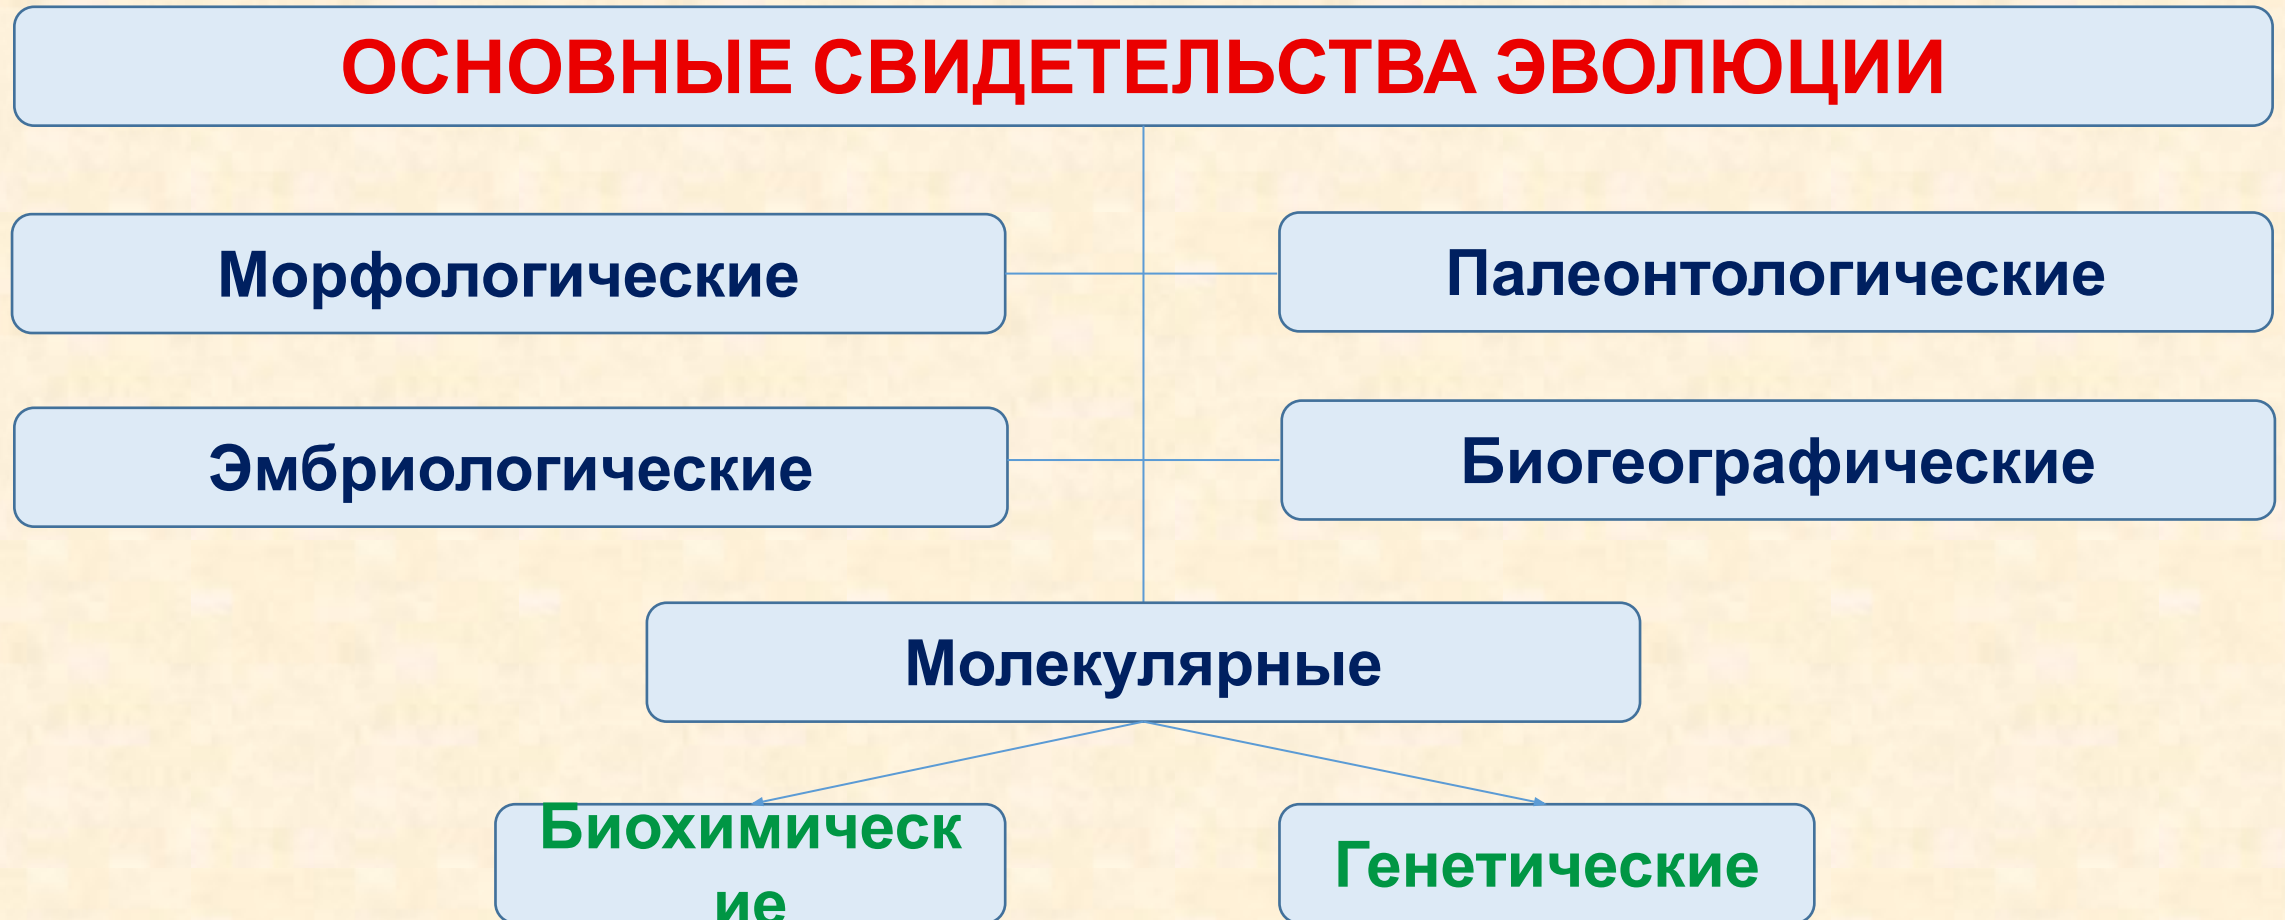 ОСНОВНЫЕ СВИДЕТЕЛЬСТВА ЭВОЛЮЦИИ
Морфологические
Палеонтологические
Эмбриологические
Биогеографические
Молекулярные
Биохимическ
ие
Генетические